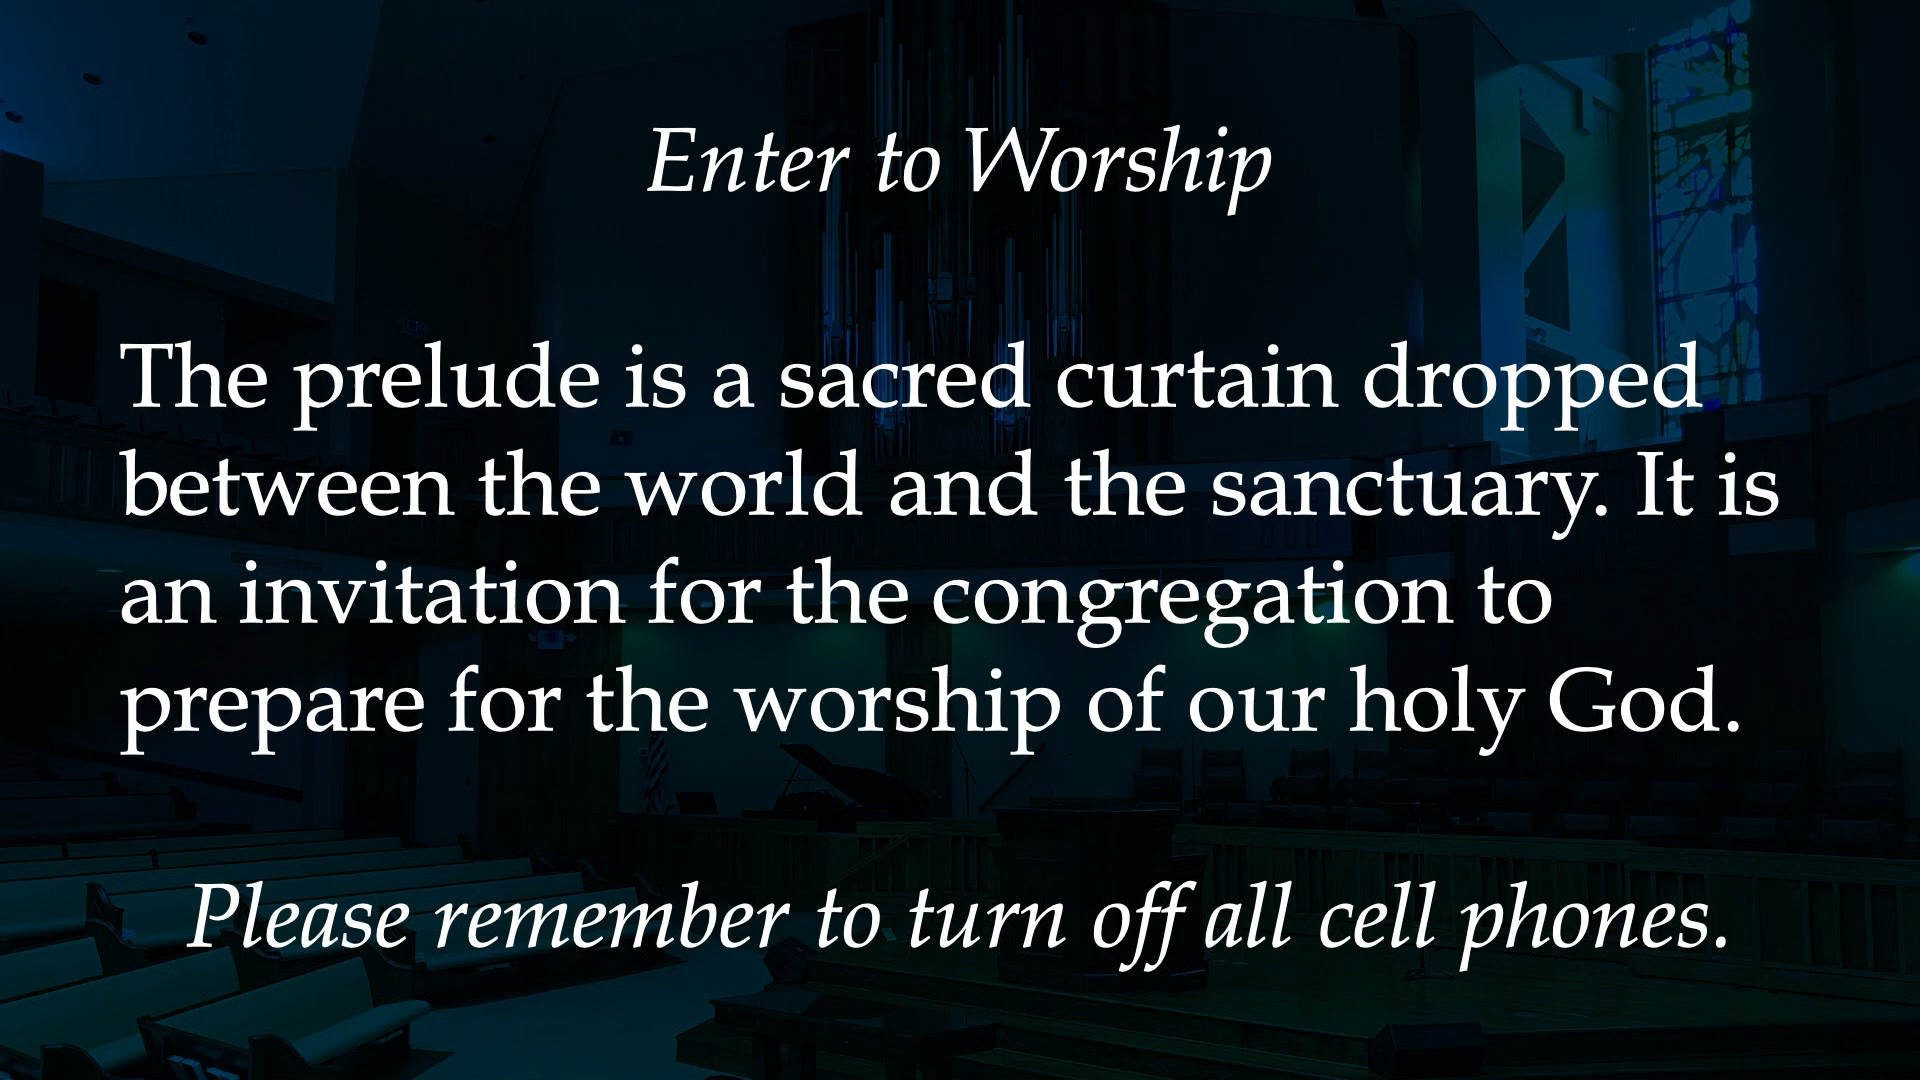 Enter to Worship
The prelude is a sacred curtain dropped
between the world and the sanctuary. It is
an invitation for the congregation to
prepare for the worship of our holy God.
Please remember to turn off all cell phones.